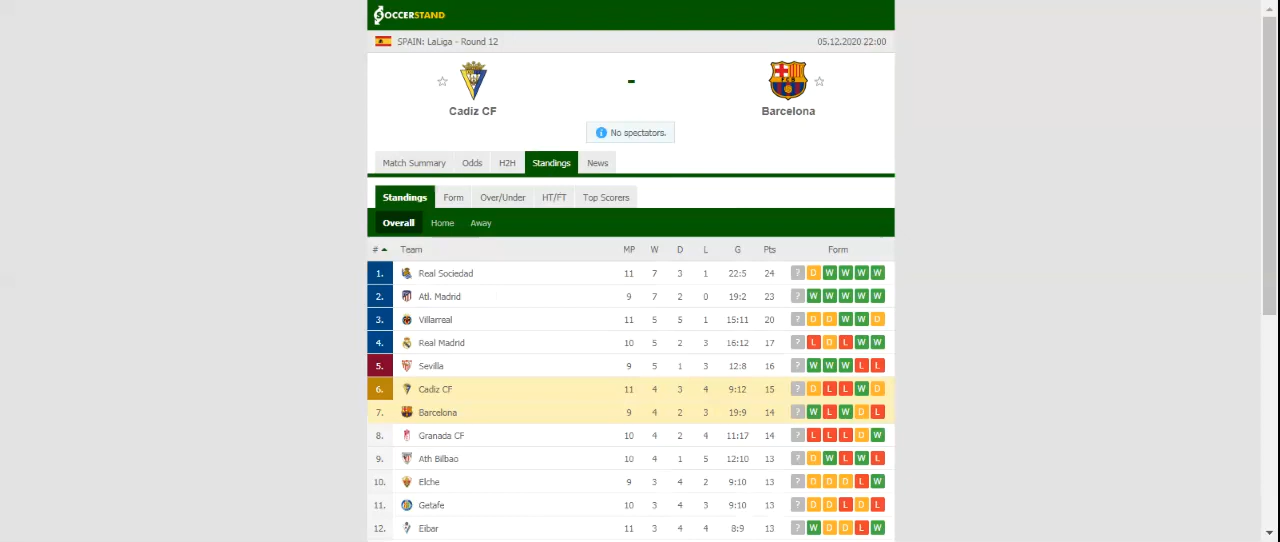 SOCCERSTAND
SPAIN: LaLiga - Round 12 05.12.2020 22:00
-
Cadiz CF Barcelona
No spectators.
Match Summary Odds H2H Standings News
Standings Form Over/Under HT/FT Top Scorers
Overall Home Away
# Team MP W D L G Pts Form
1. Real Sociedad 11 7 3 1 22:5 24 ? D W W W W
2. Atl. Madrid 9 7 2 0 19:2 23 ? W W W W W
3. Villarreal 11 5 5 1 15:11 20 ? D D W W D
4. Real Madrid 10 5 2 3 16:12 17 ? L D L W W
5. Sevilla 9 5 1 3 12:8 16 ? W W W L L
6. Cadiz CF 11 4 3 4 9:12 15 ? D L L W D
7. Barcelona 9 4 2 3 19:9 14 ? W L W D L
8. Granada CF 10 4 2 4 11:17 14 ? L L L D W
9. Ath Bilbao 10 4 1 5 12:10 13 ? D W L W L
10. Elche 9 3 4 2 9:10 13 ? D D D L W
11. Getafe 10 3 4 3 9:10 13 ? D D L D L
12. Eibar 11 3 4 4 8:9 13 ? W D D L W